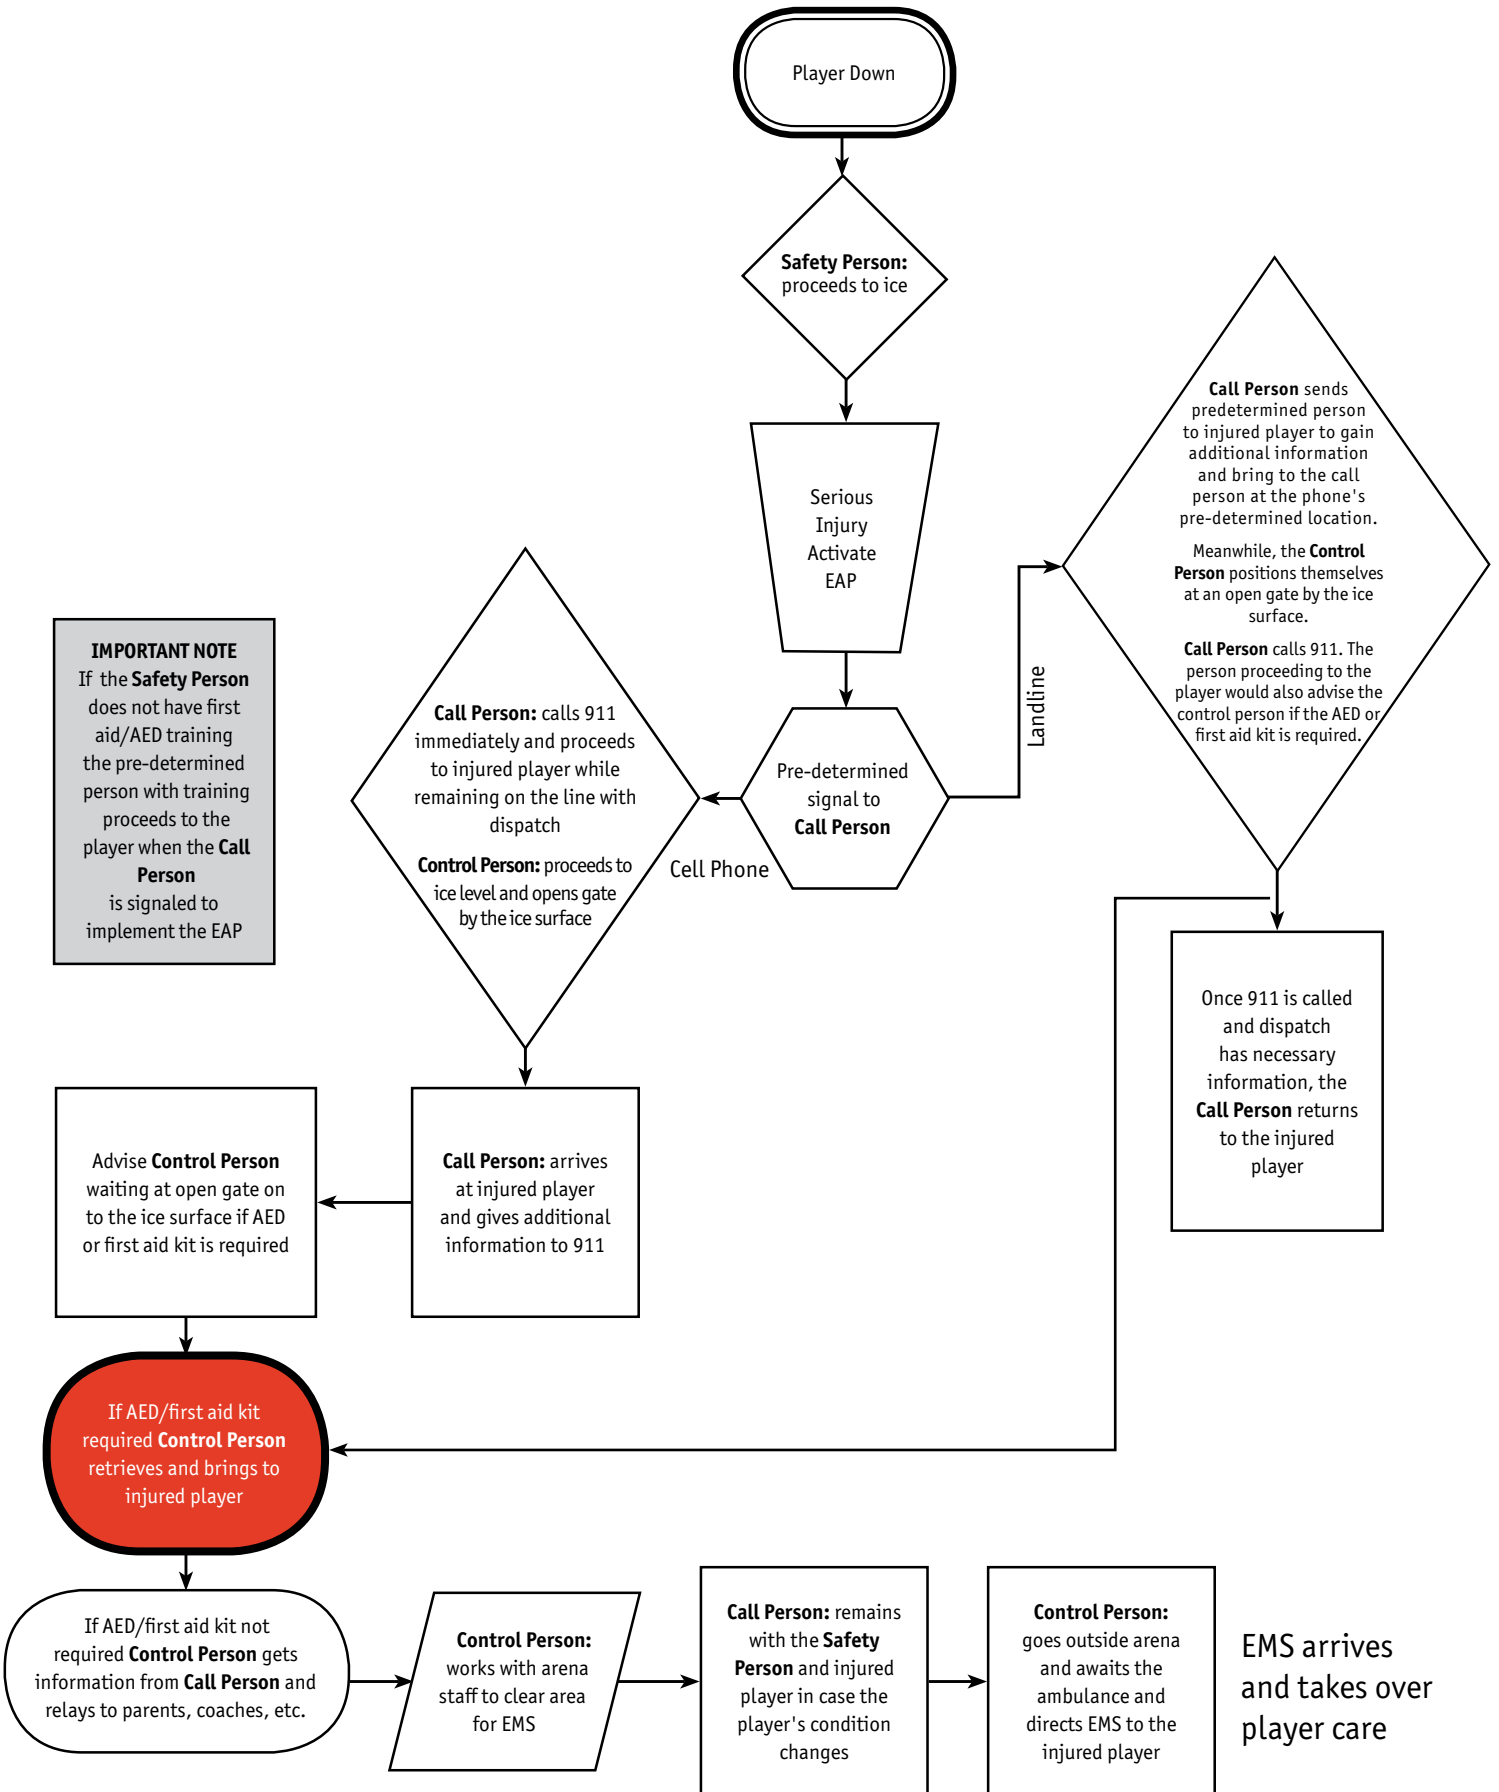 Player Down
Safety Person:
proceeds to ice
Serious
Injury
Activate
EAP
Pre-determined
signal to
Call Person
Landline
Cell Phone
Call Person sends
predetermined person
to injured player to gain
additional information
and bring to the call
person at the phone's
pre-determined location.
Meanwhile, the Control
Person positions themselves
at an open gate by the ice
surface.
Call Person calls 911. The
person proceeding to the
player would also advise the
control person if the AED or
first aid kit is required.
Once 911 is called
and dispatch
has necessary
information, the
Call Person returns
to the injured
player
IMPORTANT NOTE
If the Safety Person
does not have first
aid/AED training
the pre-determined
person with training
proceeds to the
player when the Call
Person
is signaled to
implement the EAP
Call Person: calls 911
immediately and proceeds
to injured player while
remaining on the line with
dispatch
Control Person: proceeds to
ice level and opens gate
by the ice surface
Call Person: arrives
at injured player
and gives additional
information to 911
Advise Control Person
waiting at open gate on
to the ice surface if AED
or first aid kit is required
If AED/first aid kit
required Control Person
retrieves and brings to
injured player
If AED/first aid kit not
required Control Person gets
information from Call Person and
relays to parents, coaches, etc.
Control Person:
works with arena
staff to clear area
for EMS
Call Person: remains
with the Safety
Person and injured
player in case the
player's condition
changes
Control Person:
goes outside arena
and awaits the
ambulance and
directs EMS to the
injured player
EMS arrives
and takes over
player care